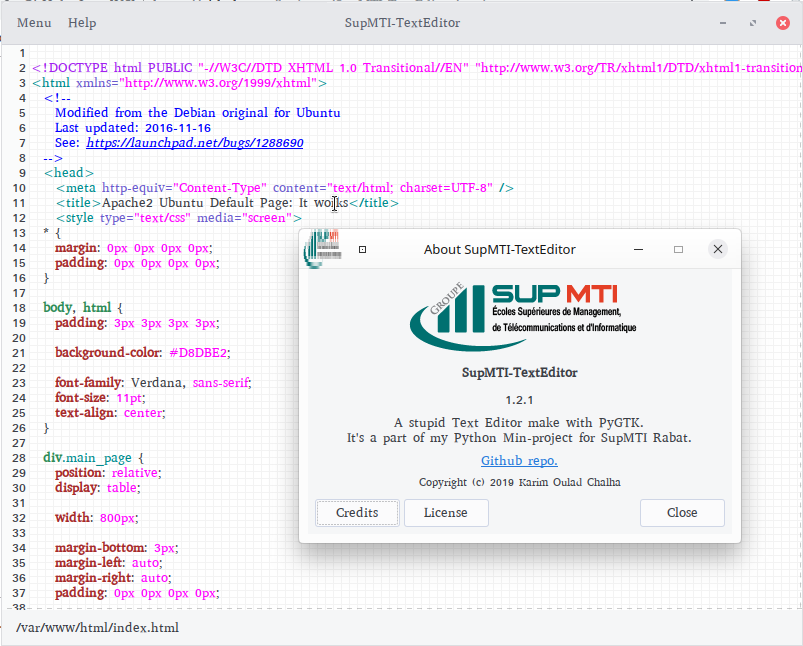 Menu Help SupMTI-TextEditor
1
2 <!DOCTYPE html PUBLIC "-//W3C//DTD XHTML 1.0 Transitional//EN" "http://www.w3.org/TR/xhtml1/DTD/xhtml1-transition
3 <html xmlns="http://www.w3.org/1999/xhtml">
4 <!--
5 Modified from the Debian original for Ubuntu
6 Last updated: 2016-11-16
7 See: https://launchpad.net/bugs/1288690
8 -->
9 <head>
10 <meta http-equiv="Content-Type" content="text/html; charset=UTF-8" />
11 <title>Apache2 Ubuntu Default Page: It works</title>
12 <style type="text/css" media="screen">
13 * {
14 margin: 0px 0px 0px 0px;
15 padding: 0px 0px 0px 0px;
16 }
17
18 body, html {
19 padding: 3px 3px 3px 3px;
20
21 background-color: #D8DBE2;
22
23 font-family: Verdana, sans-serif;
24 font-size: 11pt;
25 text-align: center;
26 }
27
28 div.main_page {
29 position: relative;
30 display: table;
31
32 width: 800px;
33
34 margin-bottom: 3px;
35 margin-left: auto;
36 margin-right: auto;
37 padding: 0px 0px 0px 0px;
38
/var/www/html/index.html
About SupMTI-TextEditor
GROUPE
SUP MTI
Écoles Supérieures de Management,
de Télécommunications et d'Informatique
SupMTI-TextEditor
1.2.1
A stupid Text Editor make with PyGTK.
It's a part of my Python Min-project for SupMTI Rabat.
Github repo.
Copyright (c) 2019 Karim Oulad Chalha
Credits License Close